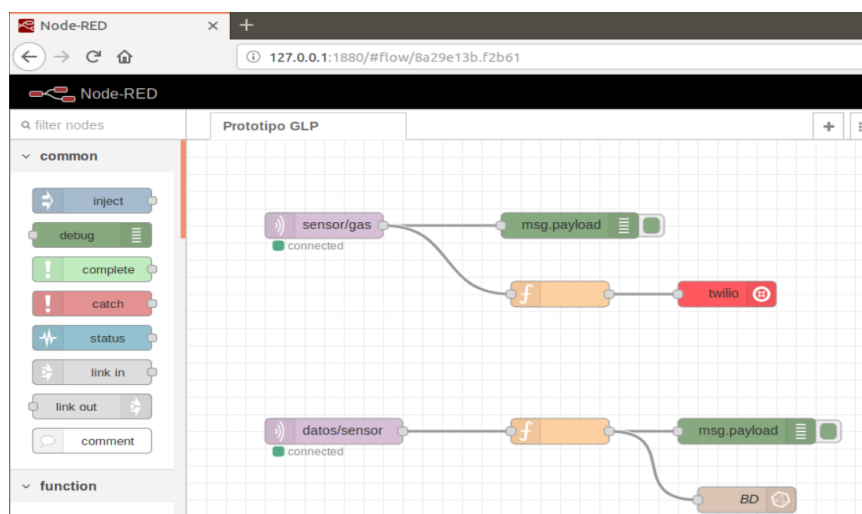 Node-RED
127.0.0.1:1880/#flow/8a29e13b.f2b61
Node-RED
filter nodes
Prototipo GLP
common
inject
debug
complete
catch
status
link in
link out
comment
function
sensor/gas
msg.payload
connected
twilio
datos/sensor
msg.payload
connected
BD